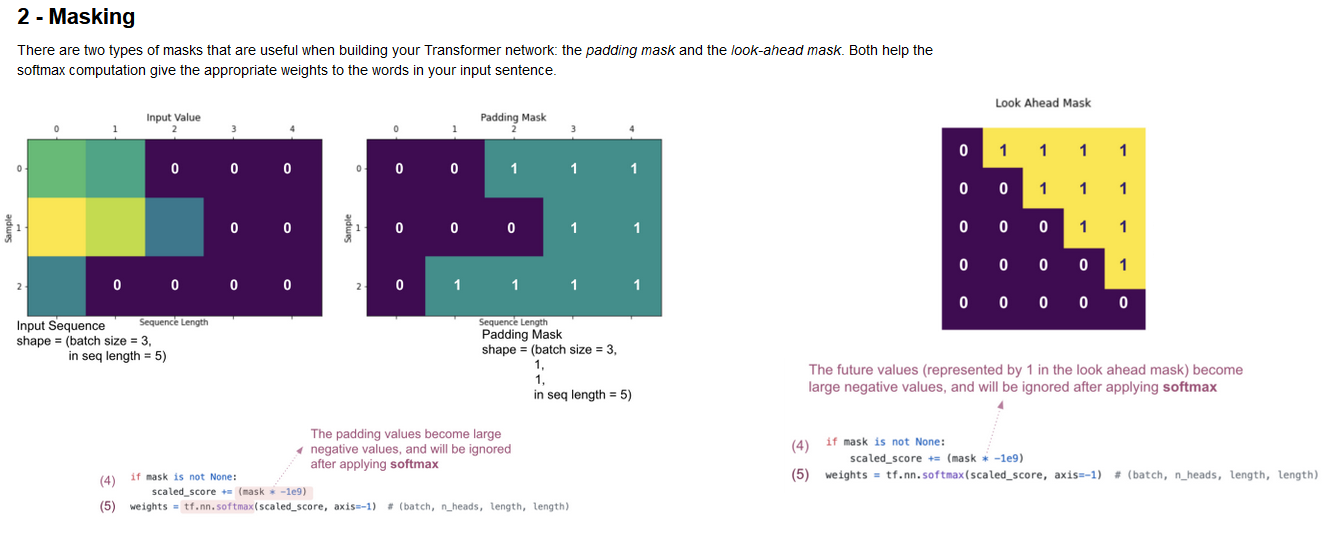 2 - Masking
There are two types of masks that are useful when building your Transformer network: the padding mask and the look-ahead mask. Both help the
softmax computation give the appropriate weights to the words in your input sentence.
Input Value
0 1 2 3 4
0 0 0 0
Sample 1 0 0
2 0 0 0 0
Sequence Length
Input Sequence
shape = (batch size = 3,
in seq length = 5)
Padding Mask
0 1 2 3 4
0 0 0 1 1 1
Sample 1 0 0 0 1 1
2 0 1 1 1 1
Sequence Length
Padding Mask
shape = (batch size = 3,
1,
1,
in seq length = 5)
The padding values become large
negative values, and will be ignored
after applying softmax
(4) if mask is not None:
scaled_score += (mask * -1e9)
(5) weights = tf.nn.softmax(scaled_score, axis=-1) # (batch, n_heads, length, length)
Look Ahead Mask
0 1 1 1 1
0 0 1 1 1
0 0 0 1 1
0 0 0 0 1
0 0 0 0 0
The future values (represented by 1 in the look ahead mask) become
large negative values, and will be ignored after applying softmax
(4) if mask is not None:
scaled_score += (mask * -1e9)
(5) weights = tf.nn.softmax(scaled_score, axis=-1) # (batch, n_heads, length, length)